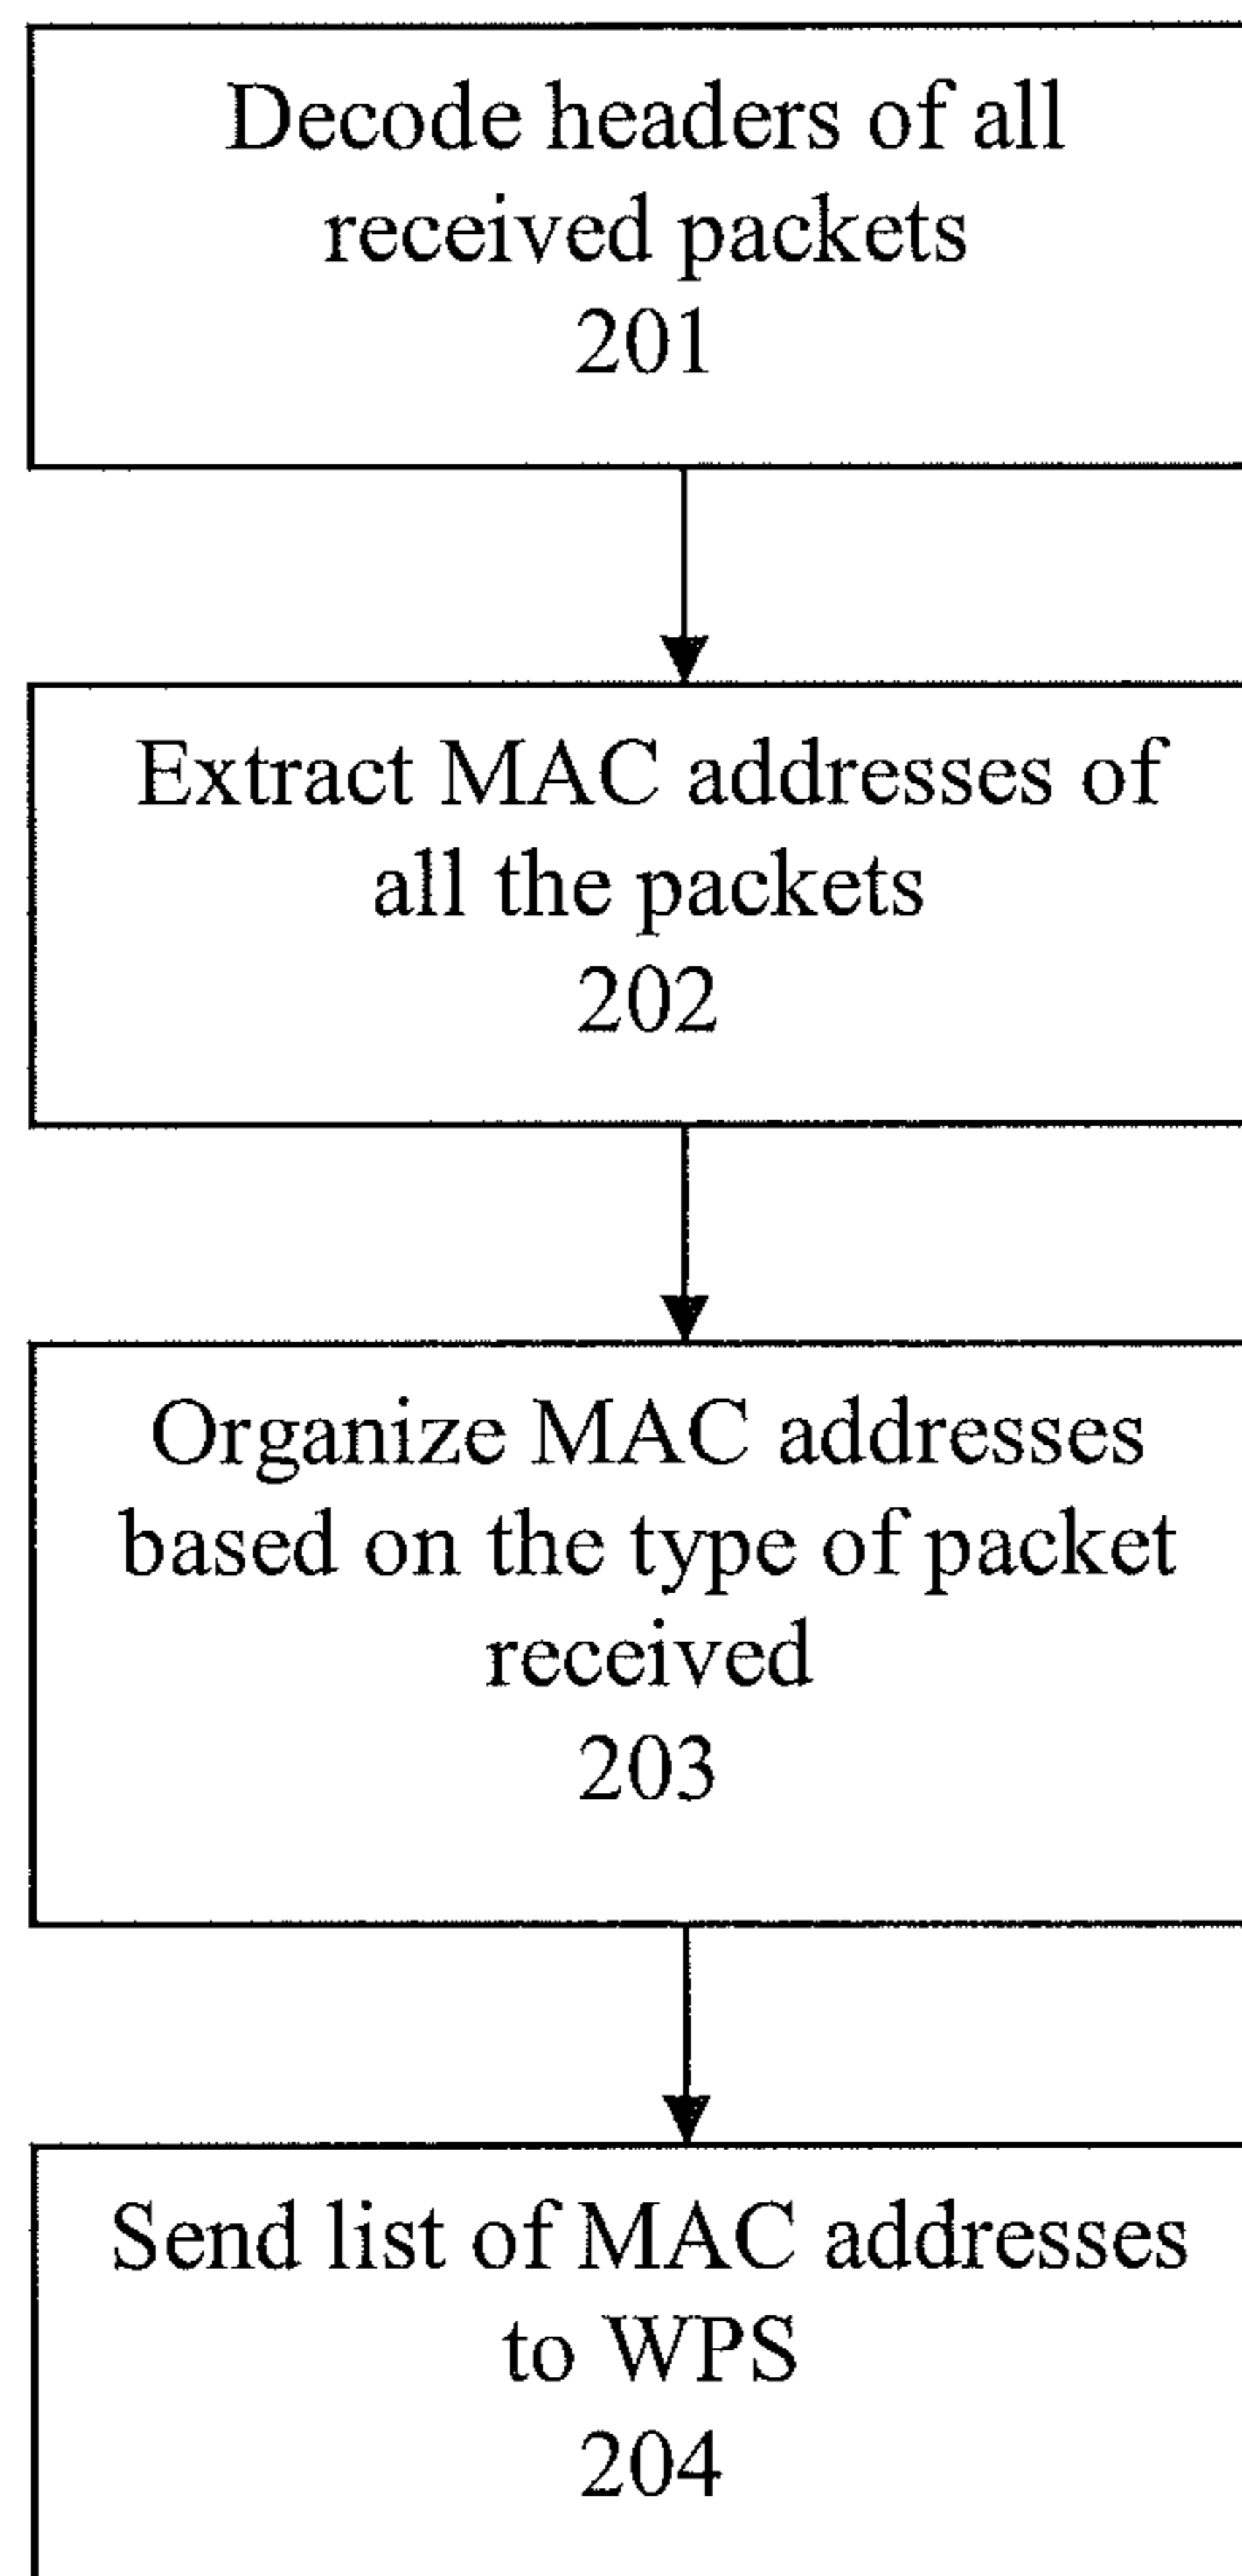 Decode headers of all
received packets
201
Extract MAC addresses of
all the packets
202
Organize MAC addresses
based on the type of packet
received
203
Send list of MAC addresses
to WPS
204